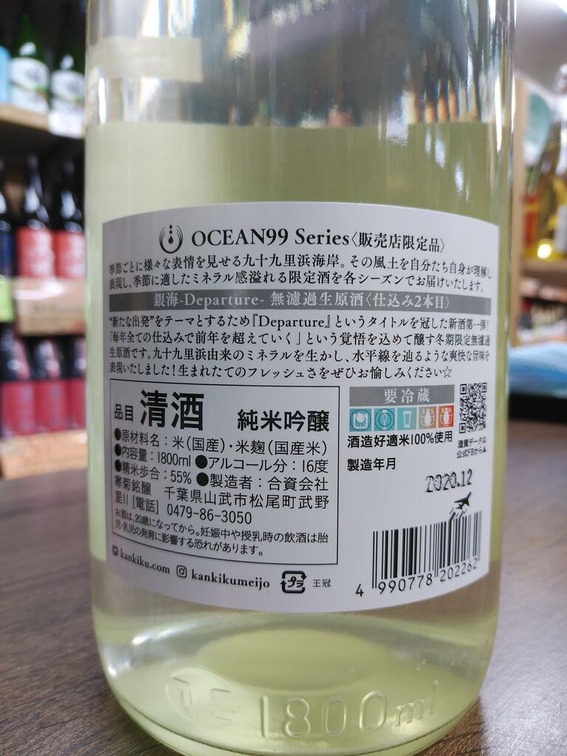 OCEAN99 Series〈販売店限定品〉
季節ごとに様々な表情を見せる九十九里浜海岸。その風土を自分たち自身が理解し
表現し、季節に適したミネラル感溢れる限定酒を各シーズンでお届けいたします。
銀海-Departure- 無濾過生原酒〈仕込み2本目〉
"新たな出発"をテーマとするため『Departure』というタイトルを冠した新酒第一弾!
「毎年全ての仕込みで前年を超えていく」という覚悟を込めて醸す冬期限定無濾過
生原酒です。九十九里浜由来のミネラルを生かし、水平線を辿るような爽快な旨味を
表現いたしました!生まれたてのフレッシュさをぜひお愉しみください☆
品目 清酒 純米吟醸
●原材料名:米(国産)・米麹(国産米)
●内容量:1800ml ●アルコール分:16度
●精米歩合:55% ●製造者:合資会社
寒菊銘醸 千葉県山武市松尾町武野
里川 [電話] 0479-86-3050
お酒は、20歳になってから。妊娠中や授乳時の飲酒は胎
児・乳児の発育に影響する恐れがあります。
要冷蔵
酒造好適米100%使用
酒質データは
公式FBから
製造年月
2020.12
kankiku.com kankikumeijo
プラ 王冠
4 990778 202262
1800ml